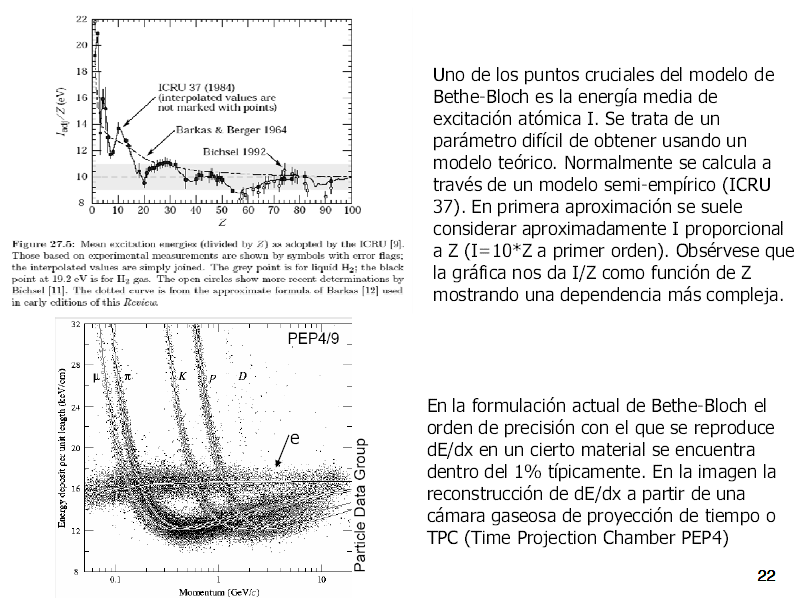 22
20
18
16
14
12
10
8
I adj /Z (eV)
ICRU 37 (1984)
(interpolated values are
not marked with points)
Barkas & Berger 1964
Bichsel 1992
0 10 20 30 40 50 60 70 80 90 100
Z
Figure 27.5: Mean excitation energies (divided by Z) as adopted by the ICRU [9].
Those based on experimental measurements are shown by symbols with error flags;
the interpolated values are simply joined. The grey point is for liquid H2; the black
point at 19.2 eV is for H2 gas. The open circles show more recent determinations by
Bichsel [11]. The dotted curve is from the approximate formula of Barkas [12] used
in early editions of this Review.
Uno de los puntos cruciales del modelo de
Bethe-Bloch es la energía media de
excitación atómica I. Se trata de un
parámetro difícil de obtener usando un
modelo teórico. Normalmente se calcula a
través de un modelo semi-empírico (ICRU
37). En primera aproximación se suele
considerar aproximadamente I proporcional
a Z (I=10*Z a primer orden). Obsérvese que
la gráfica nos da I/Z como función de Z
mostrando una dependencia más compleja.
32
28
24
20
16
12
8
Energy deposit per unit length (keV/cm)
PEP4/9
μ π K p D
e
0.1 1 10
Momentum (GeV/c)
Particle Data Group
En la formulación actual de Bethe-Bloch el
orden de precisión con el que se reproduce
dE/dx en un cierto material se encuentra
dentro del 1% típicamente. En la imagen la
reconstrucción de dE/dx a partir de una
cámara gaseosa de proyección de tiempo o
TPC (Time Projection Chamber PEP4)
22